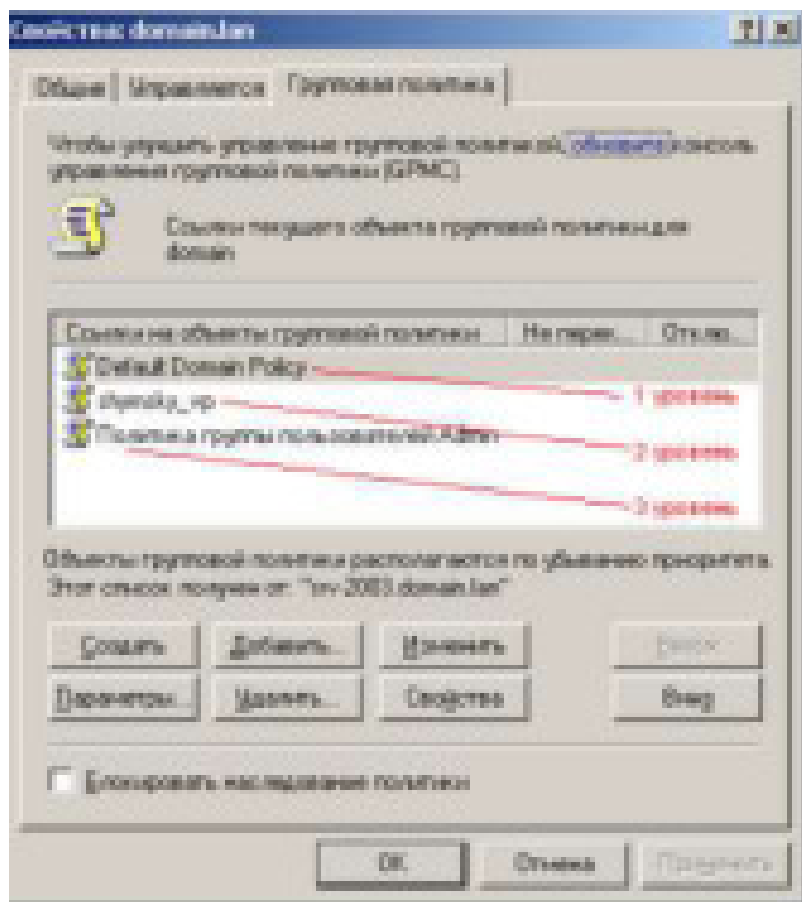 Свойства: domain.lan
Общие
Управляется
Групповая политика
Чтобы улучшить управление групповой политикой, обновите консоль
управления групповой политики (GPMC)
Ссылки текущего объекта групповой политики для
domain
Ссылки на объекты групповой политики
Не перек...
Отклю...
Default Domain Policy
1 уровень
2 уровень
Политика группы пользователей Admin
3 уровень
Объекты групповой политики располагаются по убыванию приоритета.
Этот список получен от: "srv-2003.domain.lan"
Создать
Добавить...
Изменить
Вверх
Параметры...
Удалить...
Свойства
Вниз
Блокировать наследование политики
OK
Отмена
Применить